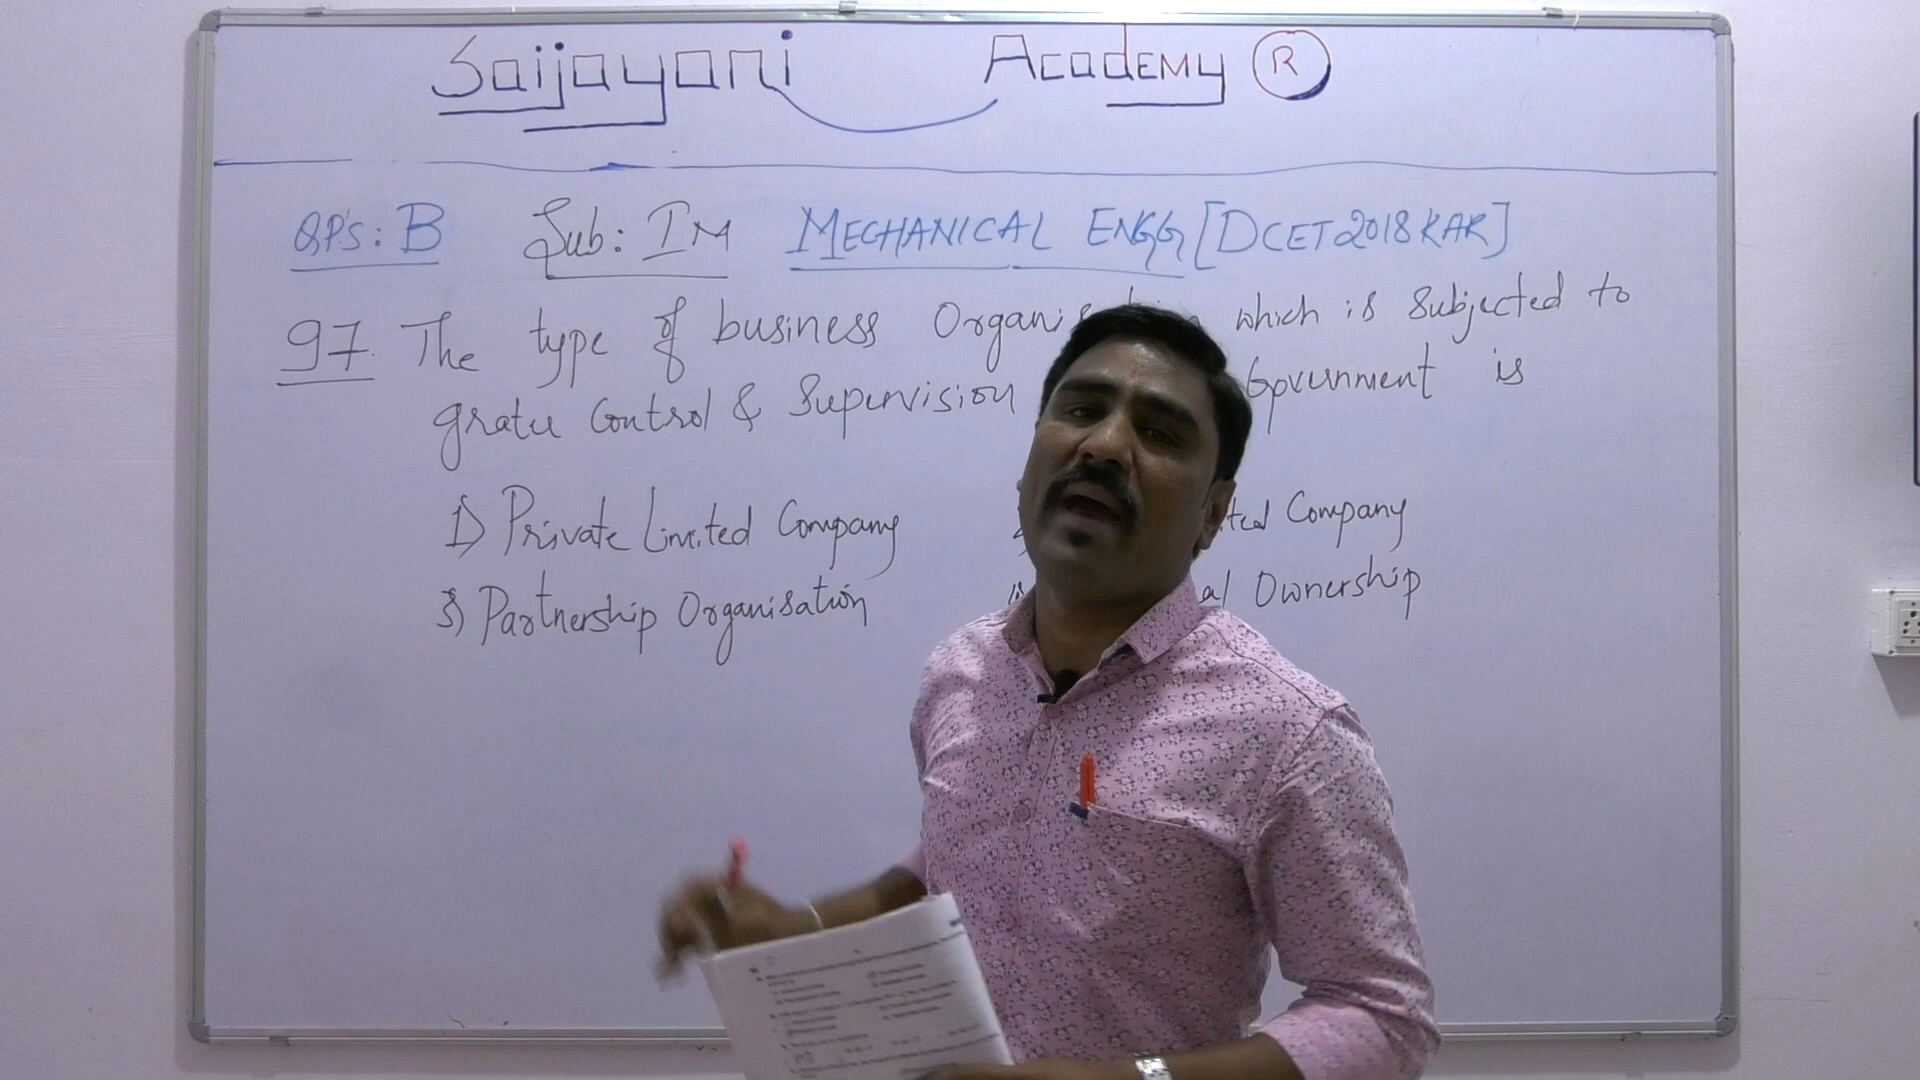 Saijayani Academy R
QP'S: B Sub: IM MECHANICAL ENGG [DCET 2018 KAR]
97. The type of business which is Subjected to
grater Control & Supervision Government is
1) Private Limited Company Company
3) Partnership Organisation Ownership